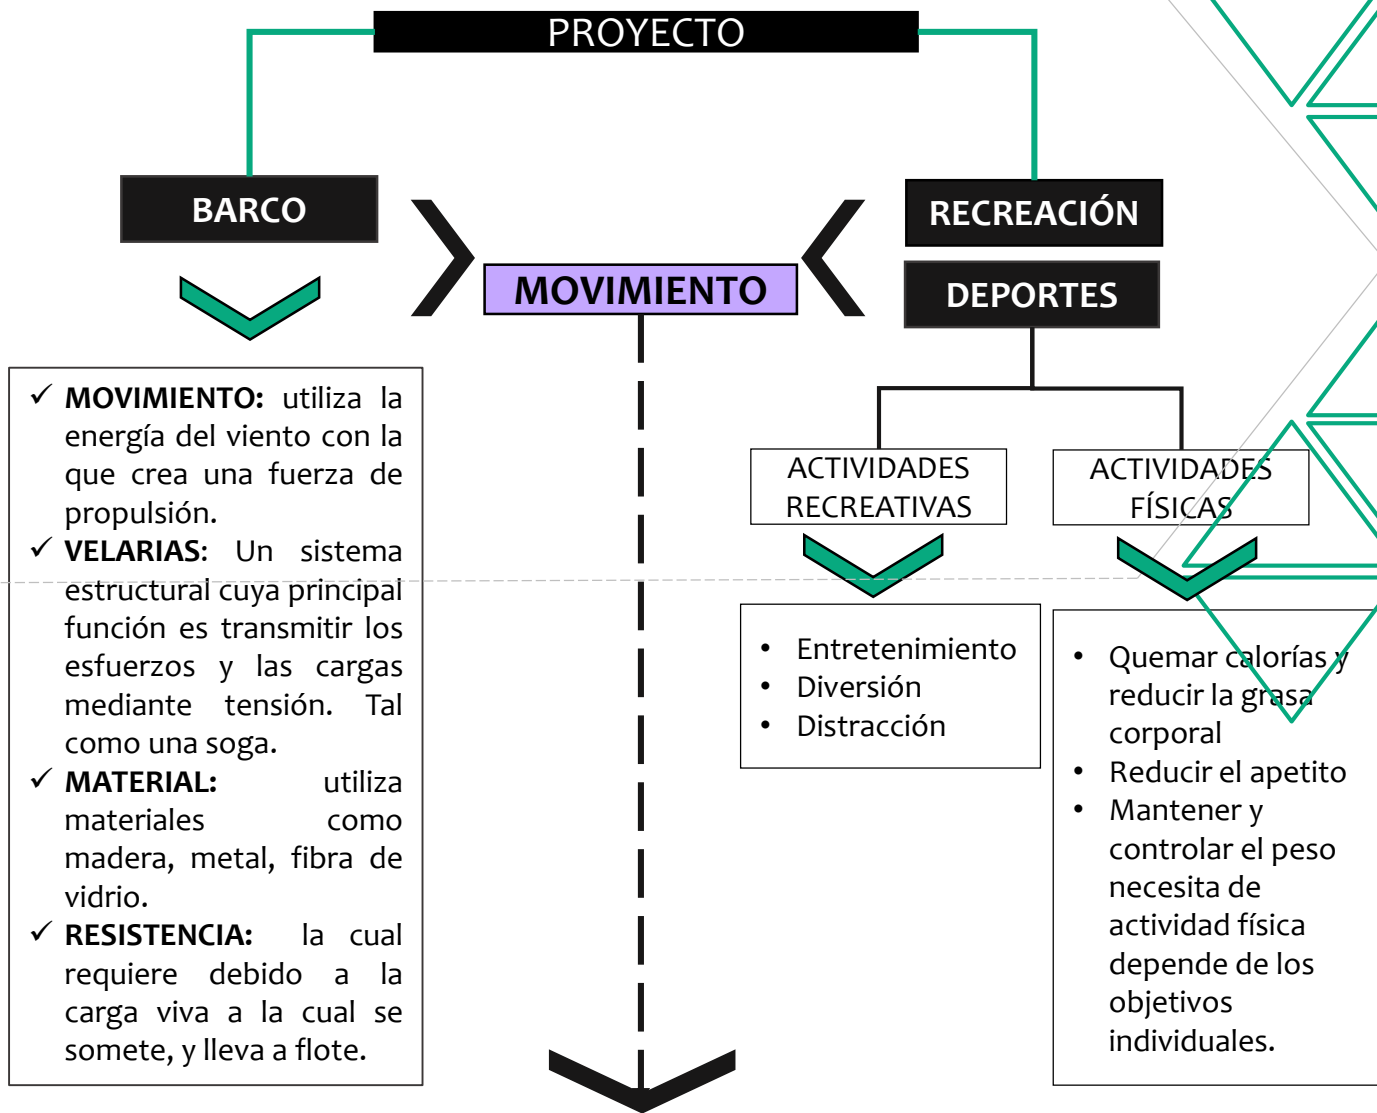 PROYECTO
BARCO
RECREACIÓN
MOVIMIENTO
DEPORTES
✓ MOVIMIENTO: utiliza la
energía del viento con la
que crea una fuerza de
propulsión.
✓ VELARIAS: Un sistema
estructural cuya principal
función es transmitir los
esfuerzos y las cargas
mediante tensión. Tal
como una soga.
✓ MATERIAL: utiliza
materiales como
madera, metal, fibra de
vidrio.
✓ RESISTENCIA: la cual
requiere debido a la
carga viva a la cual se
somete, y lleva a flote.
ACTIVIDADES
RECREATIVAS
• Entretenimiento
• Diversión
• Distracción
ACTIVIDADES
FÍSICAS
• Quemar calorías y
reducir la grasa
corporal
• Reducir el apetito
• Mantener y
controlar el peso
necesita de
actividad física
depende de los
objetivos
individuales.